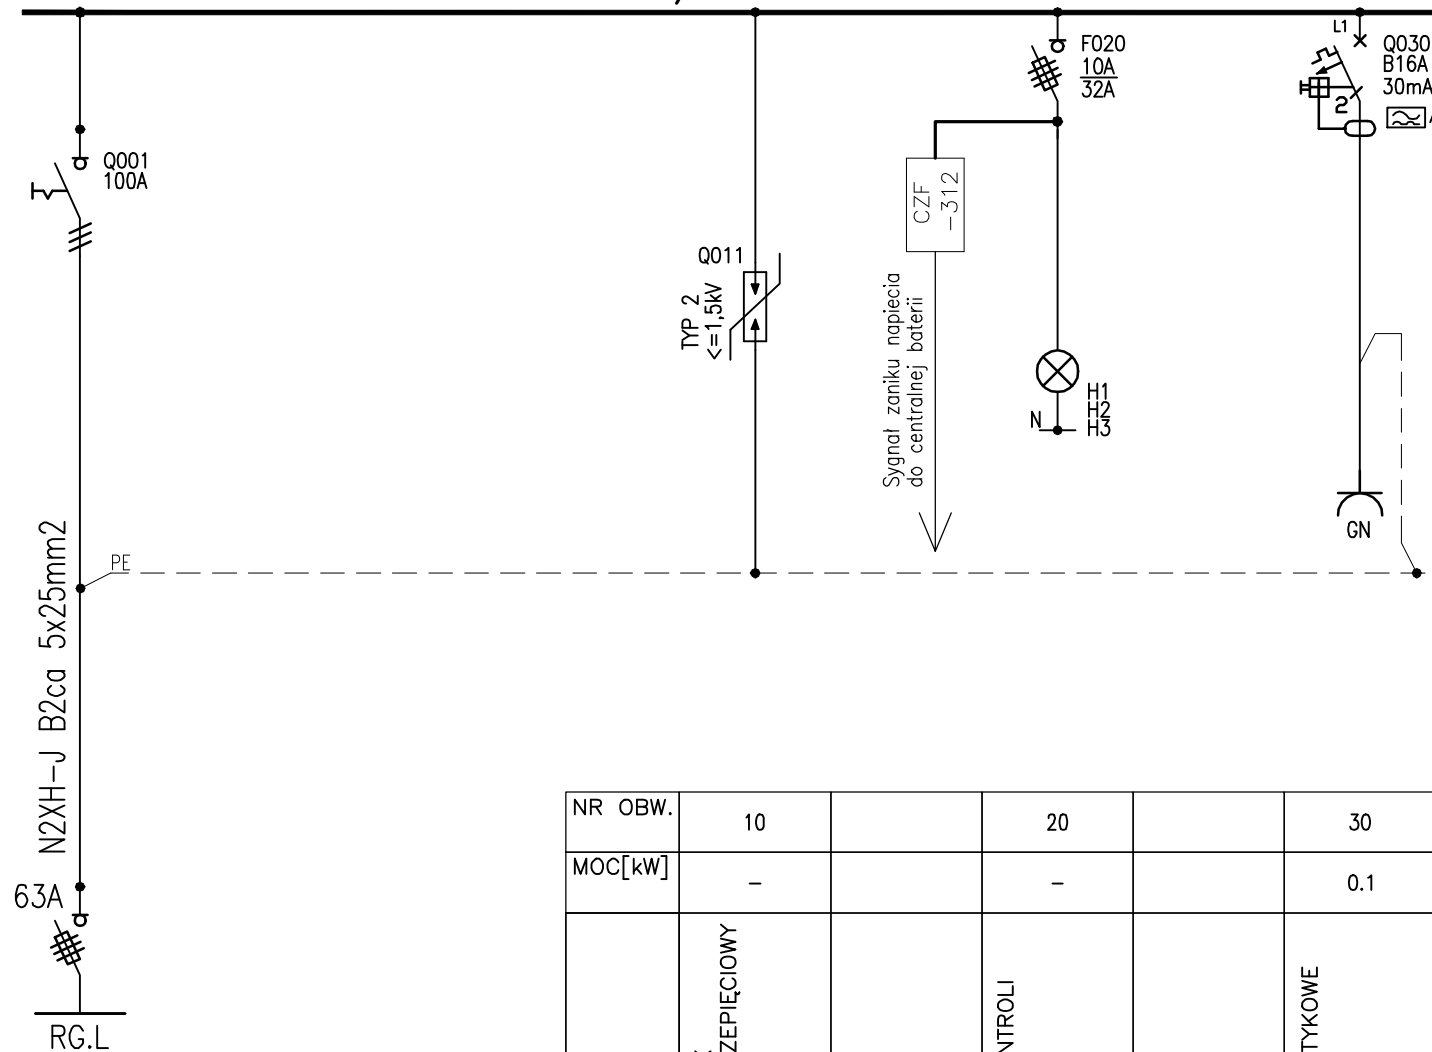 Q001
100A
Q011
TYP 2
<=1,5kV
F020
10A
32A
CZF
-312
Sygnał zaniku napiecia
do centralnej baterii
H1
H2
H3
N
L1
Q030
B16A
30mA
2
GN
PE
N2XH-J B2ca 5x25mm2
63A
RG.L
NR OBW. 10 20 30
MOC[kW] - - 0.1
ZEPIĘCIOWY
NTROLI
TYKOWE